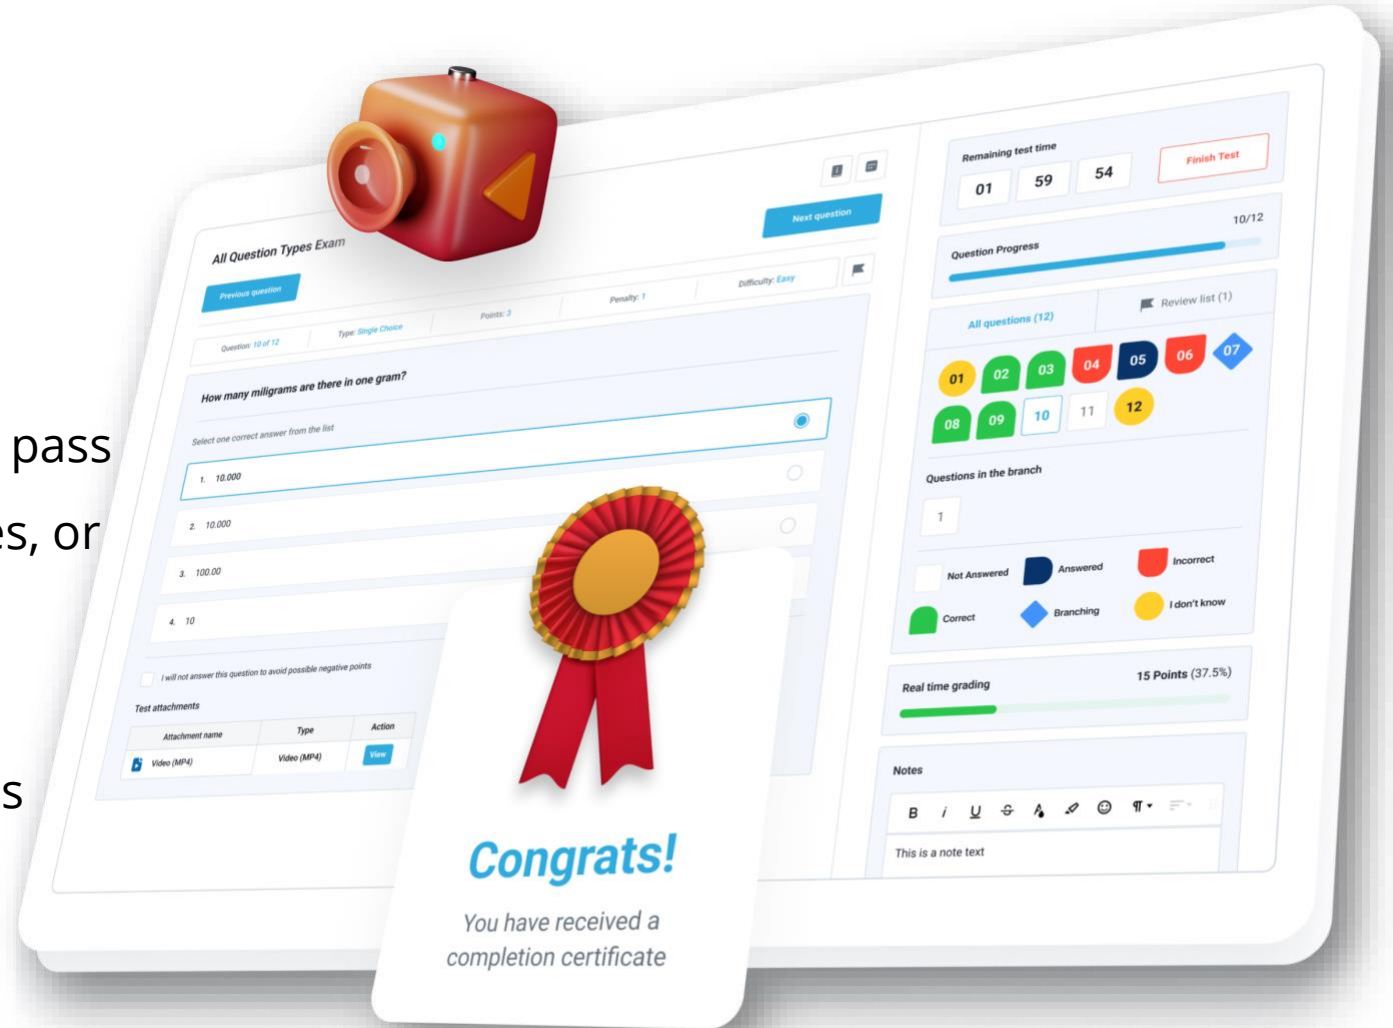 pass
es, or
s
All Question Types Exam
Previous question
Next question
Question: 10 of 12
Type: Single Choice
Points: 3
Penalty: 1
Difficulty: Easy
How many miligrams are there in one gram?
Select one correct answer from the list
1. 10.000
2. 10.000
3. 100.00
4. 10
I will not answer this question to avoid possible negative points
Test attachments
Attachment name Type Action
Video (MP4) Video (MP4) View
Congrats!
You have received a
completion certificate
Remaining test time
01 59 54
Finish Test
Question Progress
10/12
All questions (12)
Review list (1)
01 02 03 04 05 06 07
08 09 10 11 12
Questions in the branch
1
Not Answered Answered Incorrect
Correct Branching I don't know
Real time grading
15 Points (37.5%)
Notes
B i U S A ¶
This is a note text